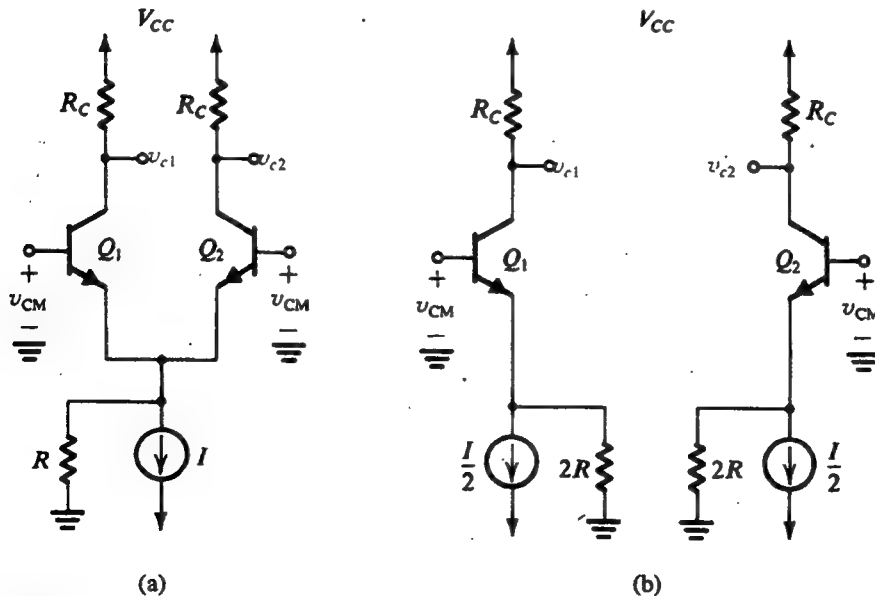 V_CC
R_C
R_C
v_c1
v_c2
Q_1
Q_2
+
v_CM
−
+
v_CM
−
R
I
(a)
V_CC
R_C
R_C
v_c1
v_c2
Q_1
Q_2
+
v_CM
−
+
v_CM
−
I/2
2R
2R
I/2
(b)